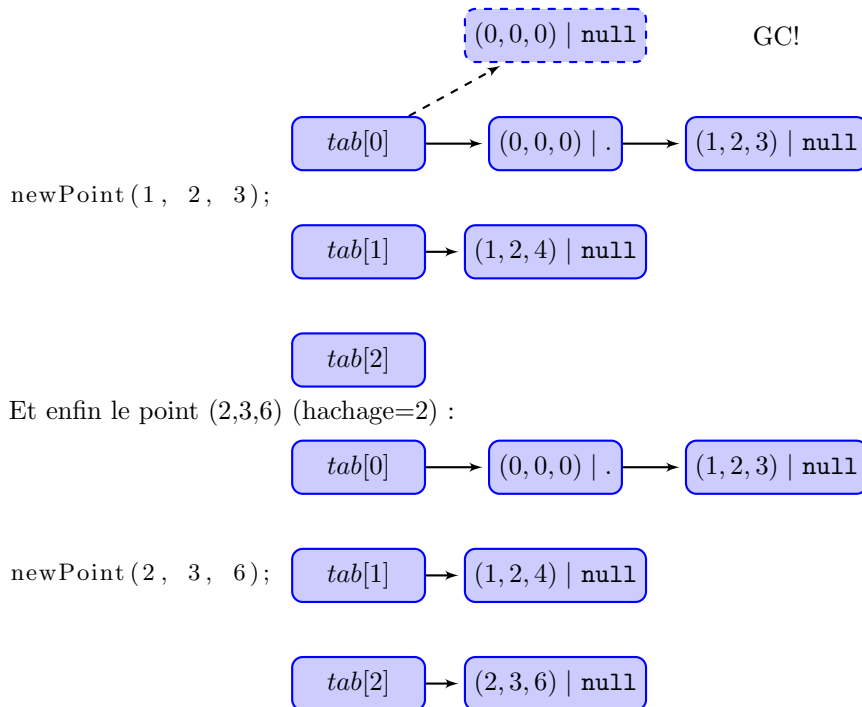 (0, 0, 0) | null GC!
tab[0] (0, 0, 0) | . (1, 2, 3) | null
newPoint(1, 2, 3);
tab[1] (1, 2, 4) | null
tab[2]
Et enfin le point (2,3,6) (hachage=2) :
tab[0] (0, 0, 0) | . (1, 2, 3) | null
newPoint(2, 3, 6); tab[1] (1, 2, 4) | null
tab[2] (2, 3, 6) | null